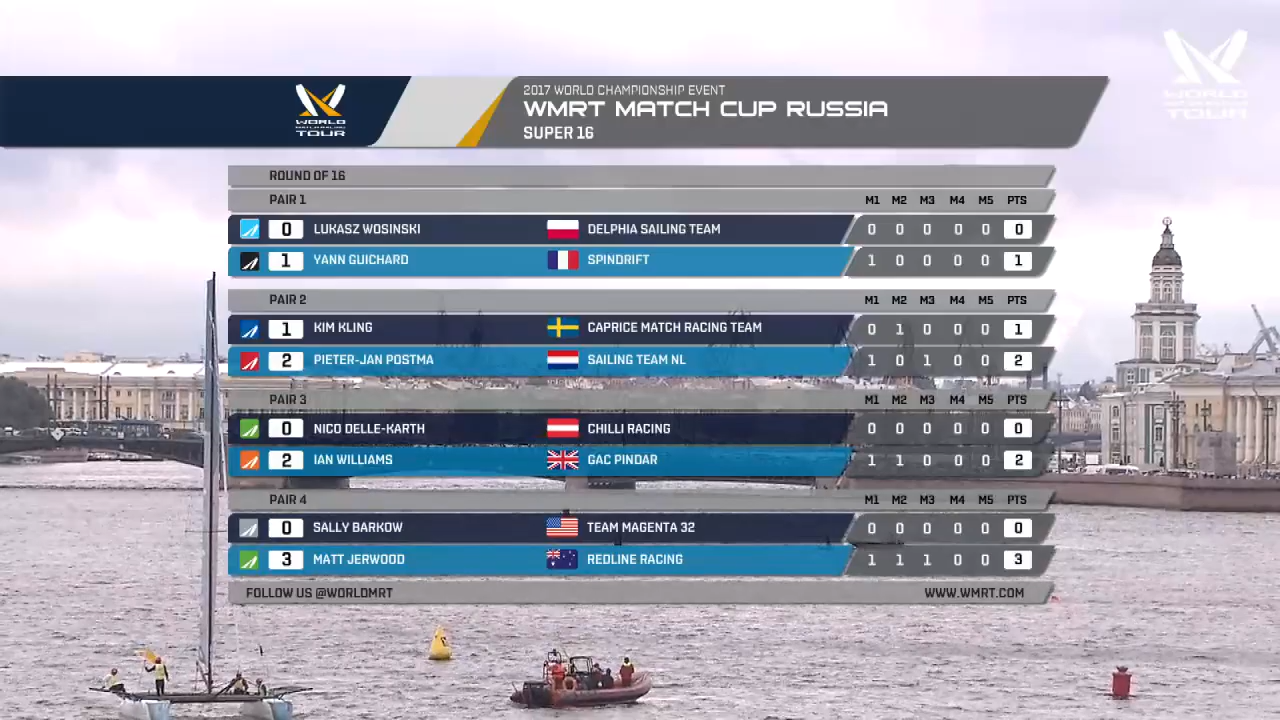 2017 WORLD CHAMPIONSHIP EVENT
WMRT MATCH CUP RUSSIA
SUPER 16
WORLD
TOUR
WORLD
TOUR
ROUND OF 16
PAIR 1 M1 M2 M3 M4 M5 PTS
0 LUKASZ WOSINSKI DELPHIA SAILING TEAM 0 0 0 0 0 0
1 YANN GUICHARD SPINDRIFT 1 0 0 0 0 1
PAIR 2 M1 M2 M3 M4 M5 PTS
1 KIM KLING CAPRICE MATCH RACING TEAM 0 1 0 0 0 1
2 PIETER-JAN POSTMA SAILING TEAM NL 1 0 1 0 0 2
PAIR 3 M1 M2 M3 M4 M5 PTS
0 NICO DELLE-KARTH CHILLI RACING 0 0 0 0 0 0
2 IAN WILLIAMS GAC PINDAR 1 1 0 0 0 2
PAIR 4 M1 M2 M3 M4 M5 PTS
0 SALLY BARKOW TEAM MAGENTA 32 0 0 0 0 0 0
3 MATT JERWOOD REDLINE RACING 1 1 1 0 0 3
FOLLOW US @WORLDMRT WWW.WMRT.COM